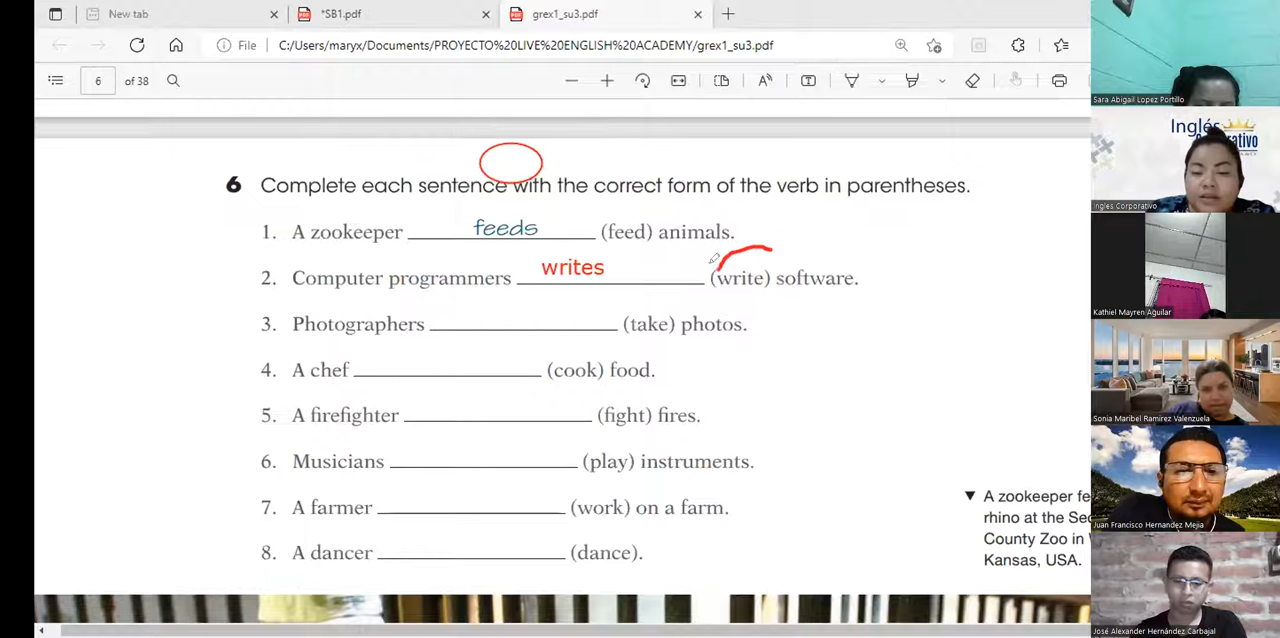 New tab
*SB1.pdf
grex1_su3.pdf
File
C:/Users/maryx/Documents/PROYECTO%20LIVE%20ENGLISH%20ACADEMY/grex1_su3.pdf
6 of 38
6 Complete each sentence with the correct form of the verb in parentheses.
1. A zookeeper feeds (feed) animals.
2. Computer programmers writes (write) software.
3. Photographers (take) photos.
4. A chef (cook) food.
5. A firefighter (fight) fires.
6. Musicians (play) instruments.
7. A farmer (work) on a farm.
8. A dancer (dance).
A zookeeper fe
rhino at the Sed
County Zoo in
Kansas, USA.
Sara Abigail Lopez Portillo
Inglés
Corporativo
Ingles Corporativo
Kathiel Mayren Aguilar
Sonia Maribel Ramirez Valenzuela
Juan Francisco Hernandez Mejia
José Alexander Hernández Carbajal